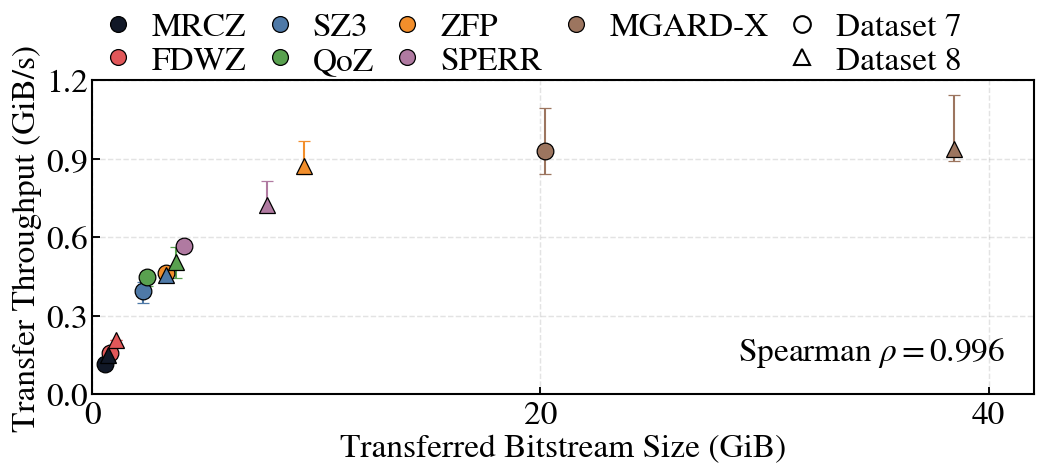 MRCZ SZ3 ZFP MGARD-X Dataset 7
FDWZ QoZ SPERR Dataset 8
Transfer Throughput (GiB/s)
1.2
0.9
0.6
0.3
0.0
Spearman ρ = 0.996
0 20 40
Transferred Bitstream Size (GiB)